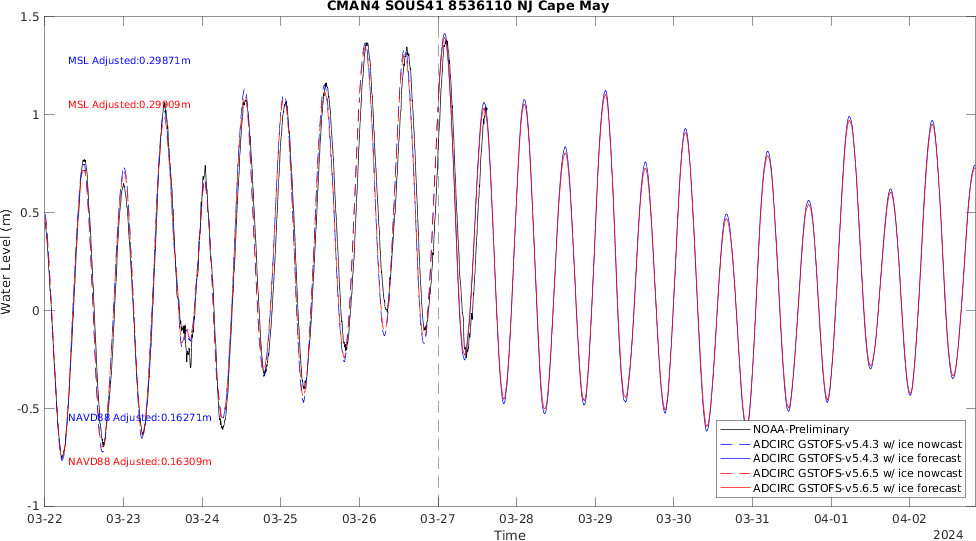 CMAN4 SOUS41 8536110 NJ Cape May
1.5
MSL Adjusted:0.29871m
MSL Adjusted:0.29909m
1
0.5
Water Level (m)
0
-0.5
NAVD88 Adjusted:0.16271m
NAVD88 Adjusted:0.16309m
NOAA-Preliminary
ADCIRC GSTOFS-v5.4.3 w/ ice nowcast
ADCIRC GSTOFS-v5.4.3 w/ ice forecast
ADCIRC GSTOFS-v5.6.5 w/ ice nowcast
ADCIRC GSTOFS-v5.6.5 w/ ice forecast
-1
03-22 03-23 03-24 03-25 03-26 03-27 03-28 03-29 03-30 03-31 04-01 04-02
Time
2024